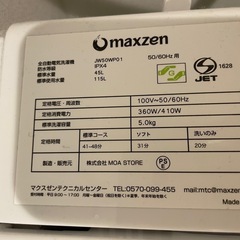 maxzen
全自動電気洗濯機 JW50WP01 50/60Hz 用
防水等級 IPX4
標準水量 45L
標準使用水量 115L
JET 1628
定格電圧・周波数 100V~50/60Hz
定格消費電力 360W/410W
標準洗濯容量 5.0kg
標準コース ソフト 洗いのみ
定格時間 41-48分 31分 20分
製造・販売元 株式会社 MOA STORE
PS E
マクスゼンテクニカルセンター TEL:0570-099-455 mail:mtc@maxzen
Made in